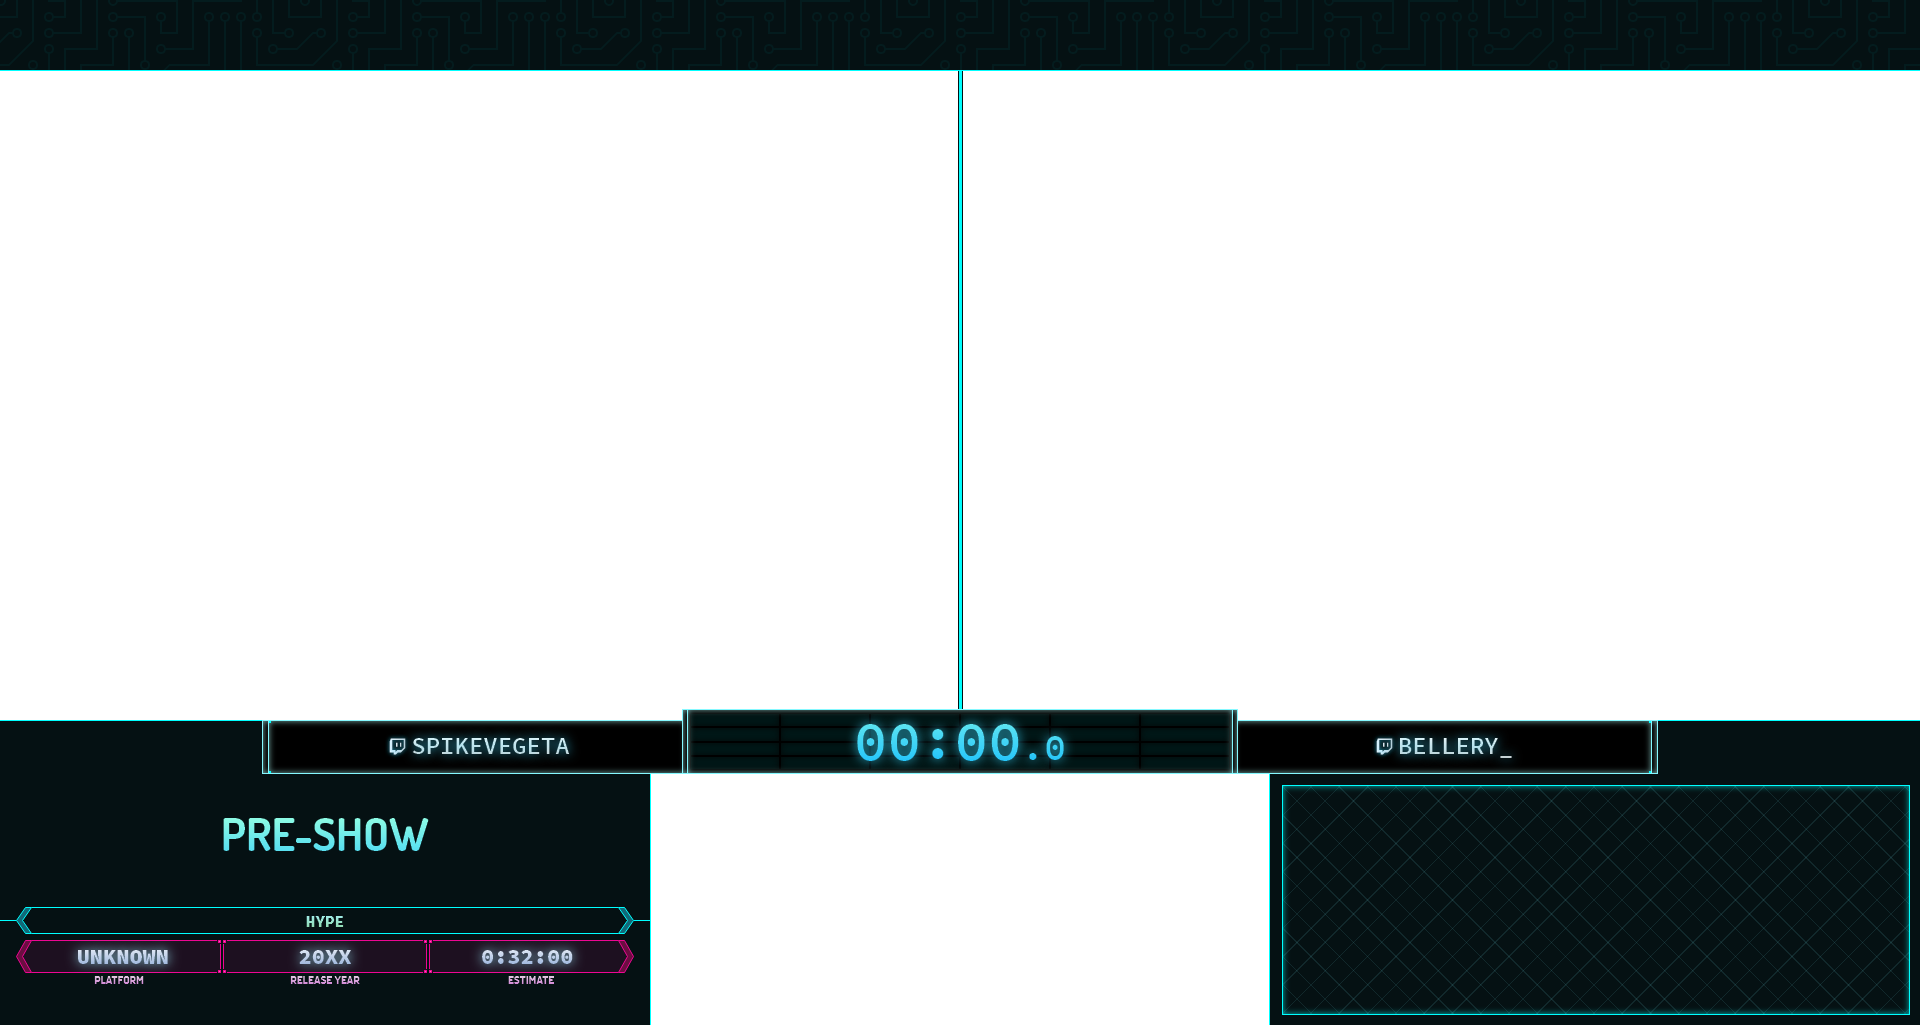 SPIKEVEGETA
00:00.0
BELLERY_
PRE-SHOW
HYPE
UNKNOWN
20XX
0:32:00
PLATFORM
RELEASE YEAR
ESTIMATE